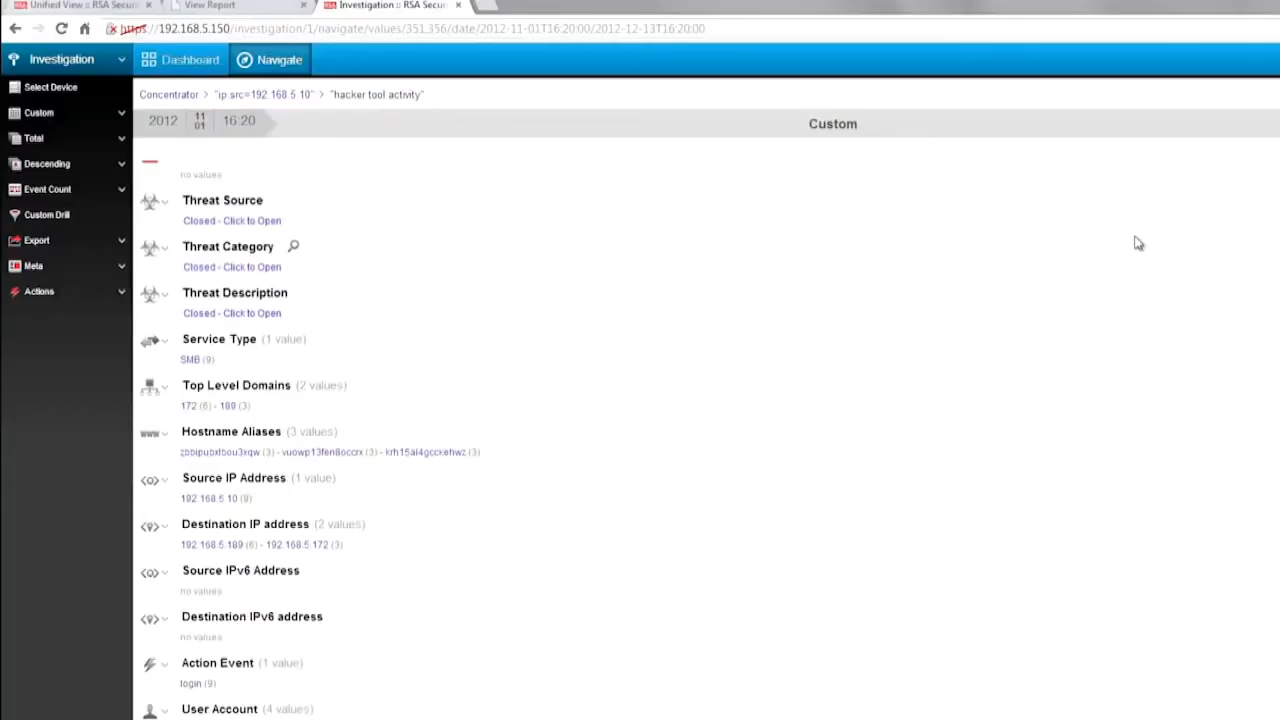 Unified View :: RSA Securi
View Report
Investigation :: RSA Secur
https://192.168.5.150/investigation/1/navigate/values/351,356/date/2012-11-01T16:20:00/2012-12-13T16:20:00
Investigation
Dashboard
Navigate
Select Device
Custom
Total
Descending
Event Count
Custom Drill
Export
Meta
Actions
Concentrator > "ip src=192 168 5 10" > "hacker tool activity"
2012 11 01 16:20
Custom
no values
Threat Source
Closed - Click to Open
Threat Category
Closed - Click to Open
Threat Description
Closed - Click to Open
Service Type (1 value)
SMB (9)
Top Level Domains (2 values)
172 (6) - 189 (3)
Hostname Aliases (3 values)
(3) - vuowp13fen8occrx (3) - krh15ai4gcckehwz (3)
Source IP Address (1 value)
192 168 5 10 (9)
Destination IP address (2 values)
192 168 5 189 (6) - 192 168 5 172 (3)
Source IPv6 Address
no values
Destination IPv6 address
no values
Action Event (1 value)
login (9)
User Account (4 values)